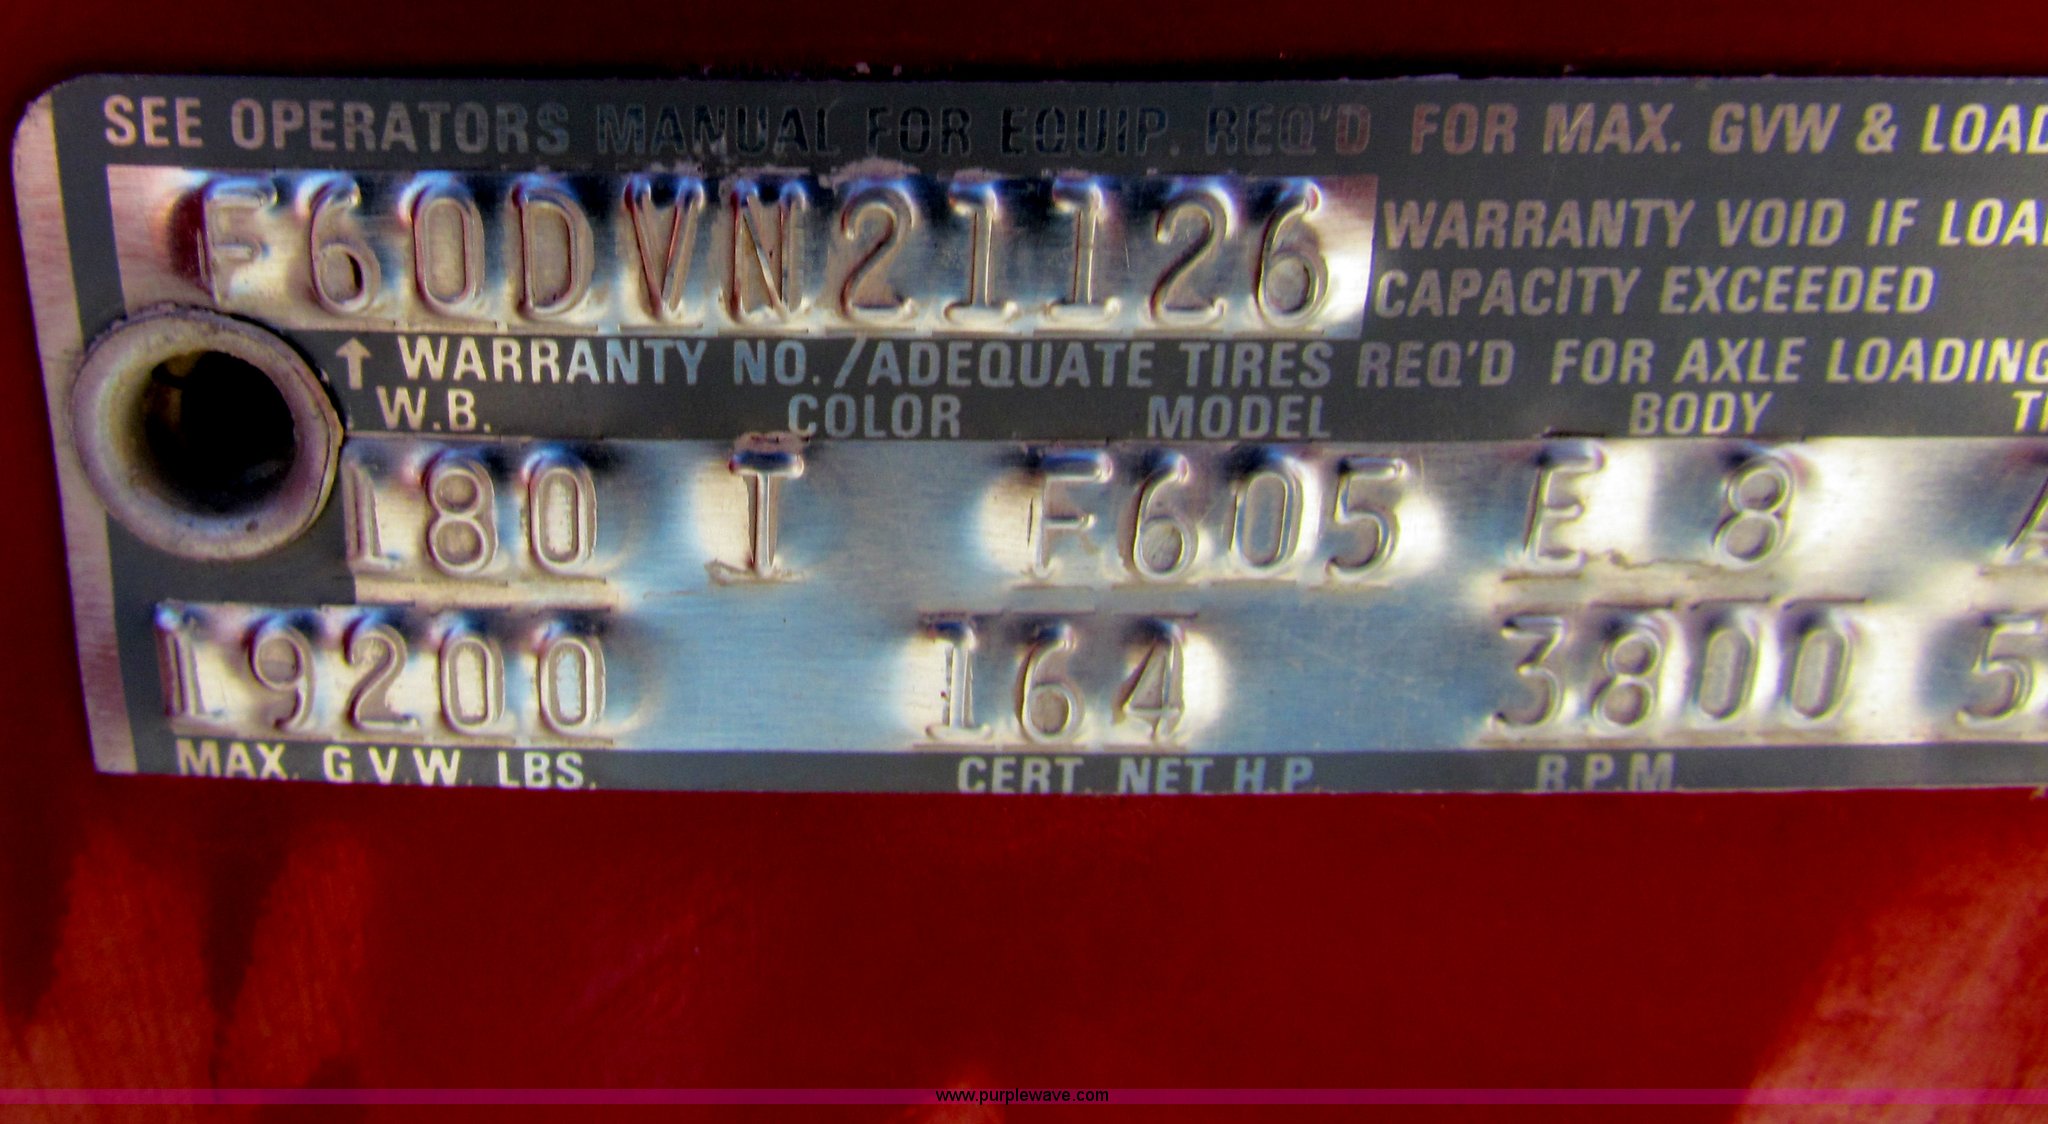 SEE OPERATORS MANUAL FOR EQUIP. REQ'D FOR MAX. GVW & LOAD
F60DVN21126
WARRANTY VOID IF LOA
CAPACITY EXCEEDED
↑ WARRANTY NO./ADEQUATE TIRES REQ'D FOR AXLE LOADING
W.B. COLOR MODEL BODY
180 T F605 E 8
19200 164 3800 5
MAX. G.V.W. LBS. CERT. NET H.P. R.P.M.
www.purplewave.com